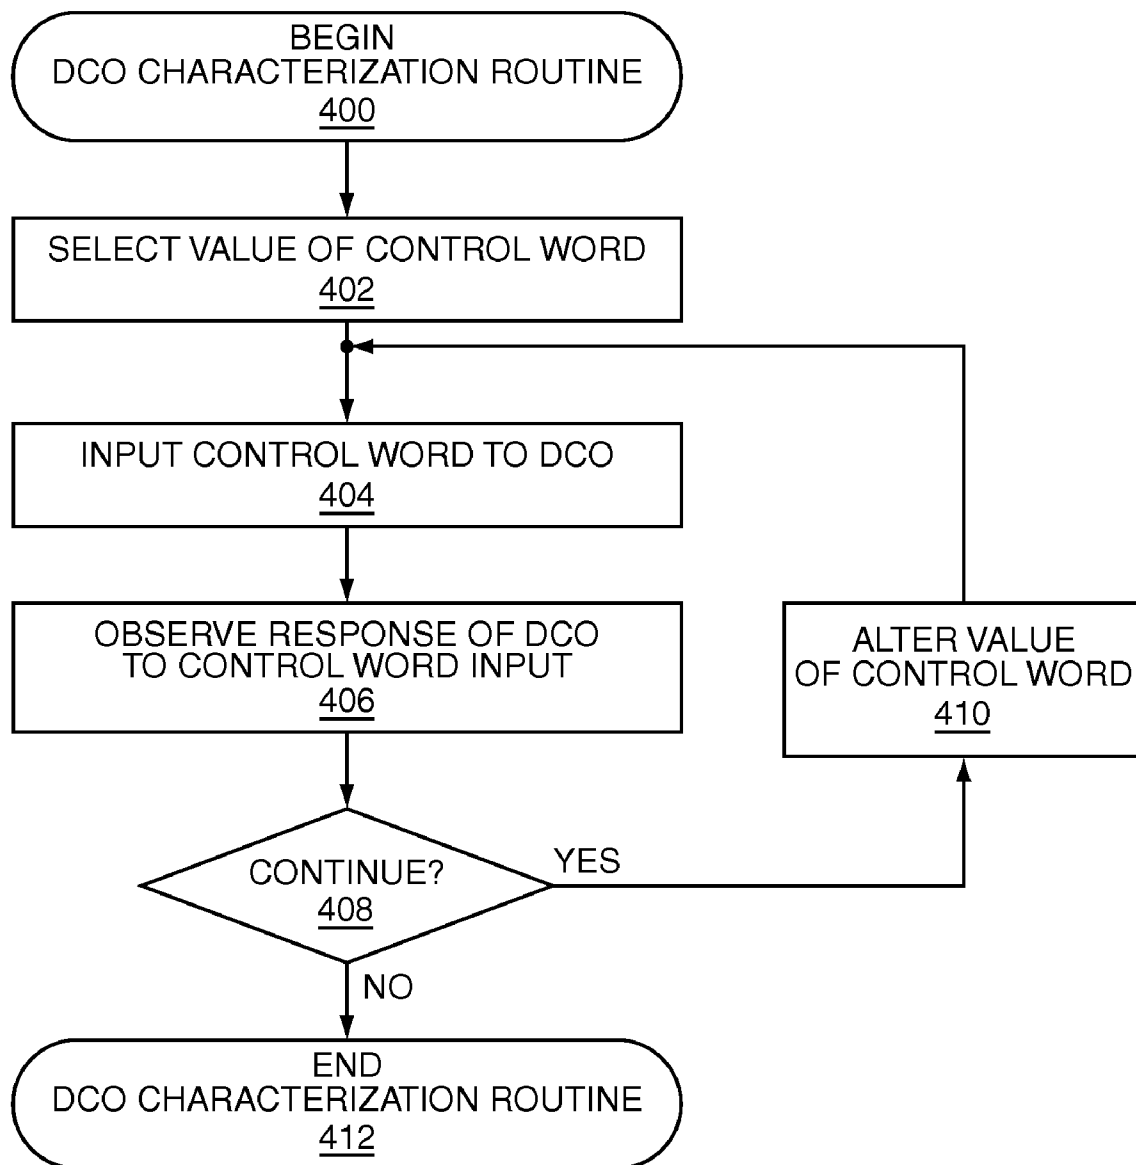 BEGIN
DCO CHARACTERIZATION ROUTINE
400
SELECT VALUE OF CONTROL WORD
402
INPUT CONTROL WORD TO DCO
404
OBSERVE RESPONSE OF DCO
TO CONTROL WORD INPUT
406
ALTER VALUE
OF CONTROL WORD
410
CONTINUE?
408
YES
NO
END
DCO CHARACTERIZATION ROUTINE
412